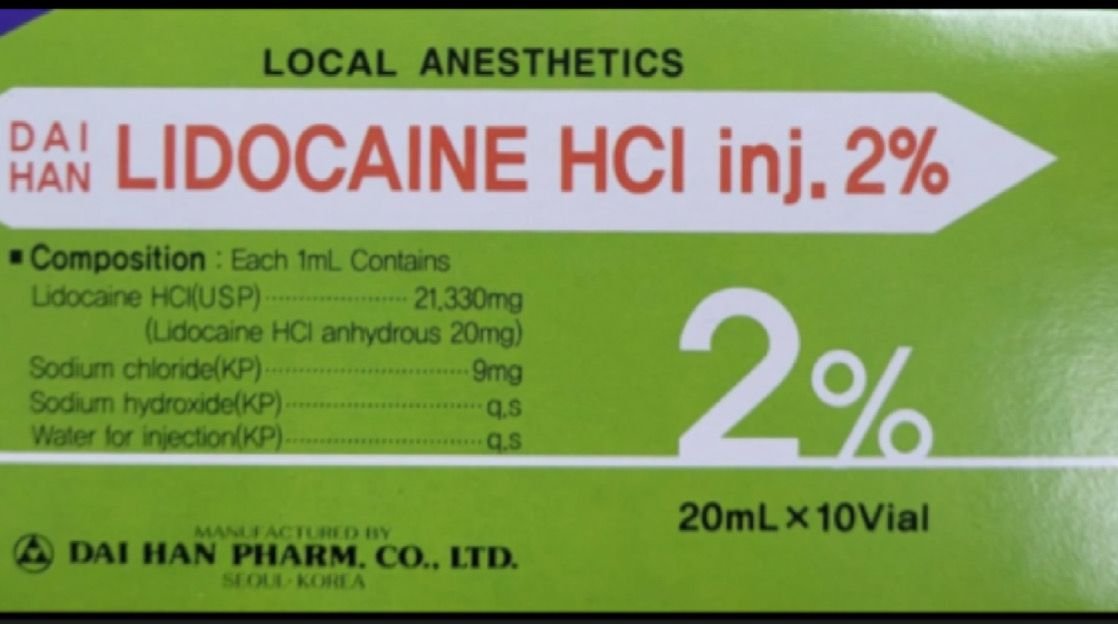 LOCAL ANESTHETICS
DAI HAN LIDOCAINE HCl inj. 2%
▪ Composition : Each 1mL Contains
Lidocaine HCl(USP) ···················· 21.330mg
(Lidocaine HCl anhydrous 20mg)
Sodium chloride(KP) ···························· 9mg
Sodium hydroxide(KP) ··························· q.s
Water for injection(KP) ··························· q.s
2%
20mL×10Vial
MANUFACTURED BY
DAI HAN PHARM. CO., LTD.
SEOUL·KOREA